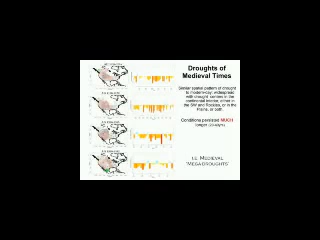 Droughts of
Medieval Times
Similar spatial pattern of drought
to modern-day: widespread
with drought centers in the
continental interior, either in
the SW and Rockies, or in the
Plains, or both
Conditions persisted MUCH
longer (20-40yrs)
i.e. MEDIEVAL
"MEGADROUGHTS"